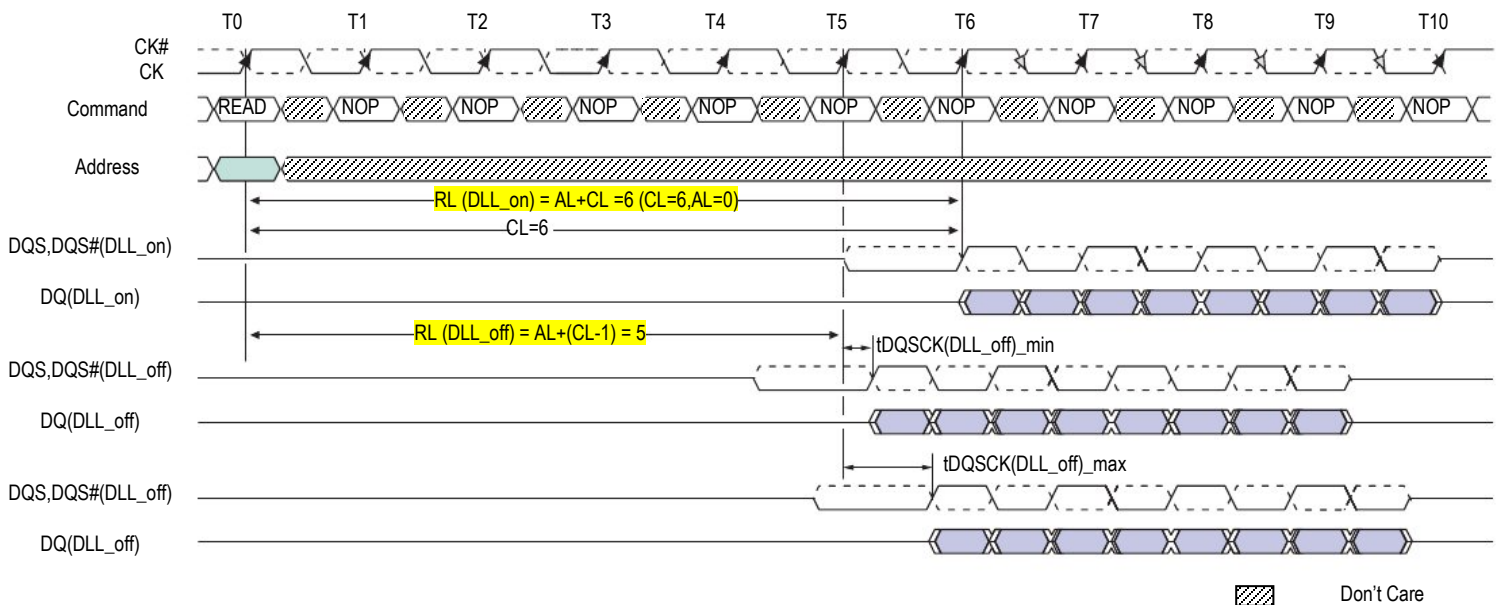 T0 T1 T2 T3 T4 T5 T6 T7 T8 T9 T10
CK#
CK
Command READ NOP NOP NOP NOP NOP NOP NOP NOP NOP NOP
Address
RL (DLL_on) = AL+CL =6 (CL=6,AL=0)
CL=6
DQS,DQS#(DLL_on)
DQ(DLL_on)
RL (DLL_off) = AL+(CL-1) = 5
tDQSCK(DLL_off)_min
DQS,DQS#(DLL_off)
DQ(DLL_off)
tDQSCK(DLL_off)_max
DQS,DQS#(DLL_off)
DQ(DLL_off)
Don't Care